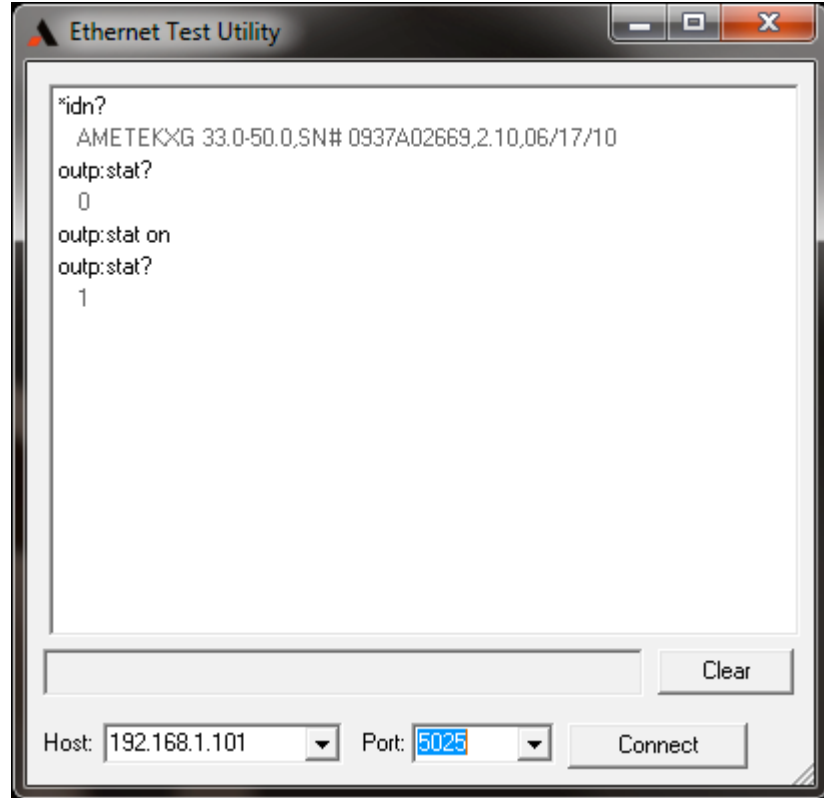 Ethernet Test Utility
*idn?
AMETEKXG 33.0-50.0,SN# 0937A02669,2.10,06/17/10
outp:stat?
0
outp:stat on
outp:stat?
1
Clear
Host: 192.168.1.101 Port: 5025 Connect